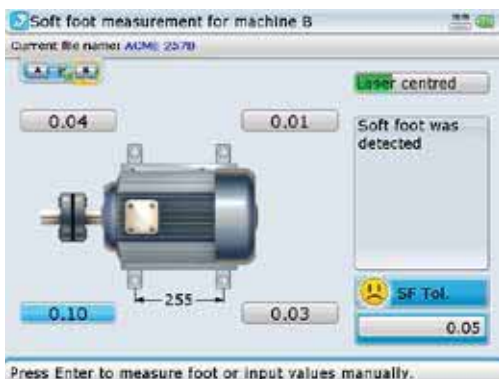 Soft foot measurement for machine B
Current file name: ACME 2570
A
B
Laser centred
0.04
0.01
Soft foot was
detected
255
0.10
0.03
SF Tol.
0.05
Press Enter to measure foot or input values manually.